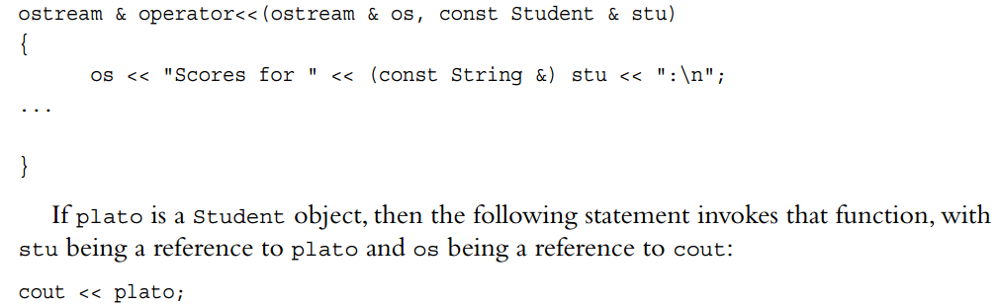 ostream & operator<<(ostream & os, const Student & stu)
{
os << "Scores for " << (const String &) stu << ":\n";
...
}
If plato is a Student object, then the following statement invokes that function, with
stu being a reference to plato and os being a reference to cout:
cout << plato;